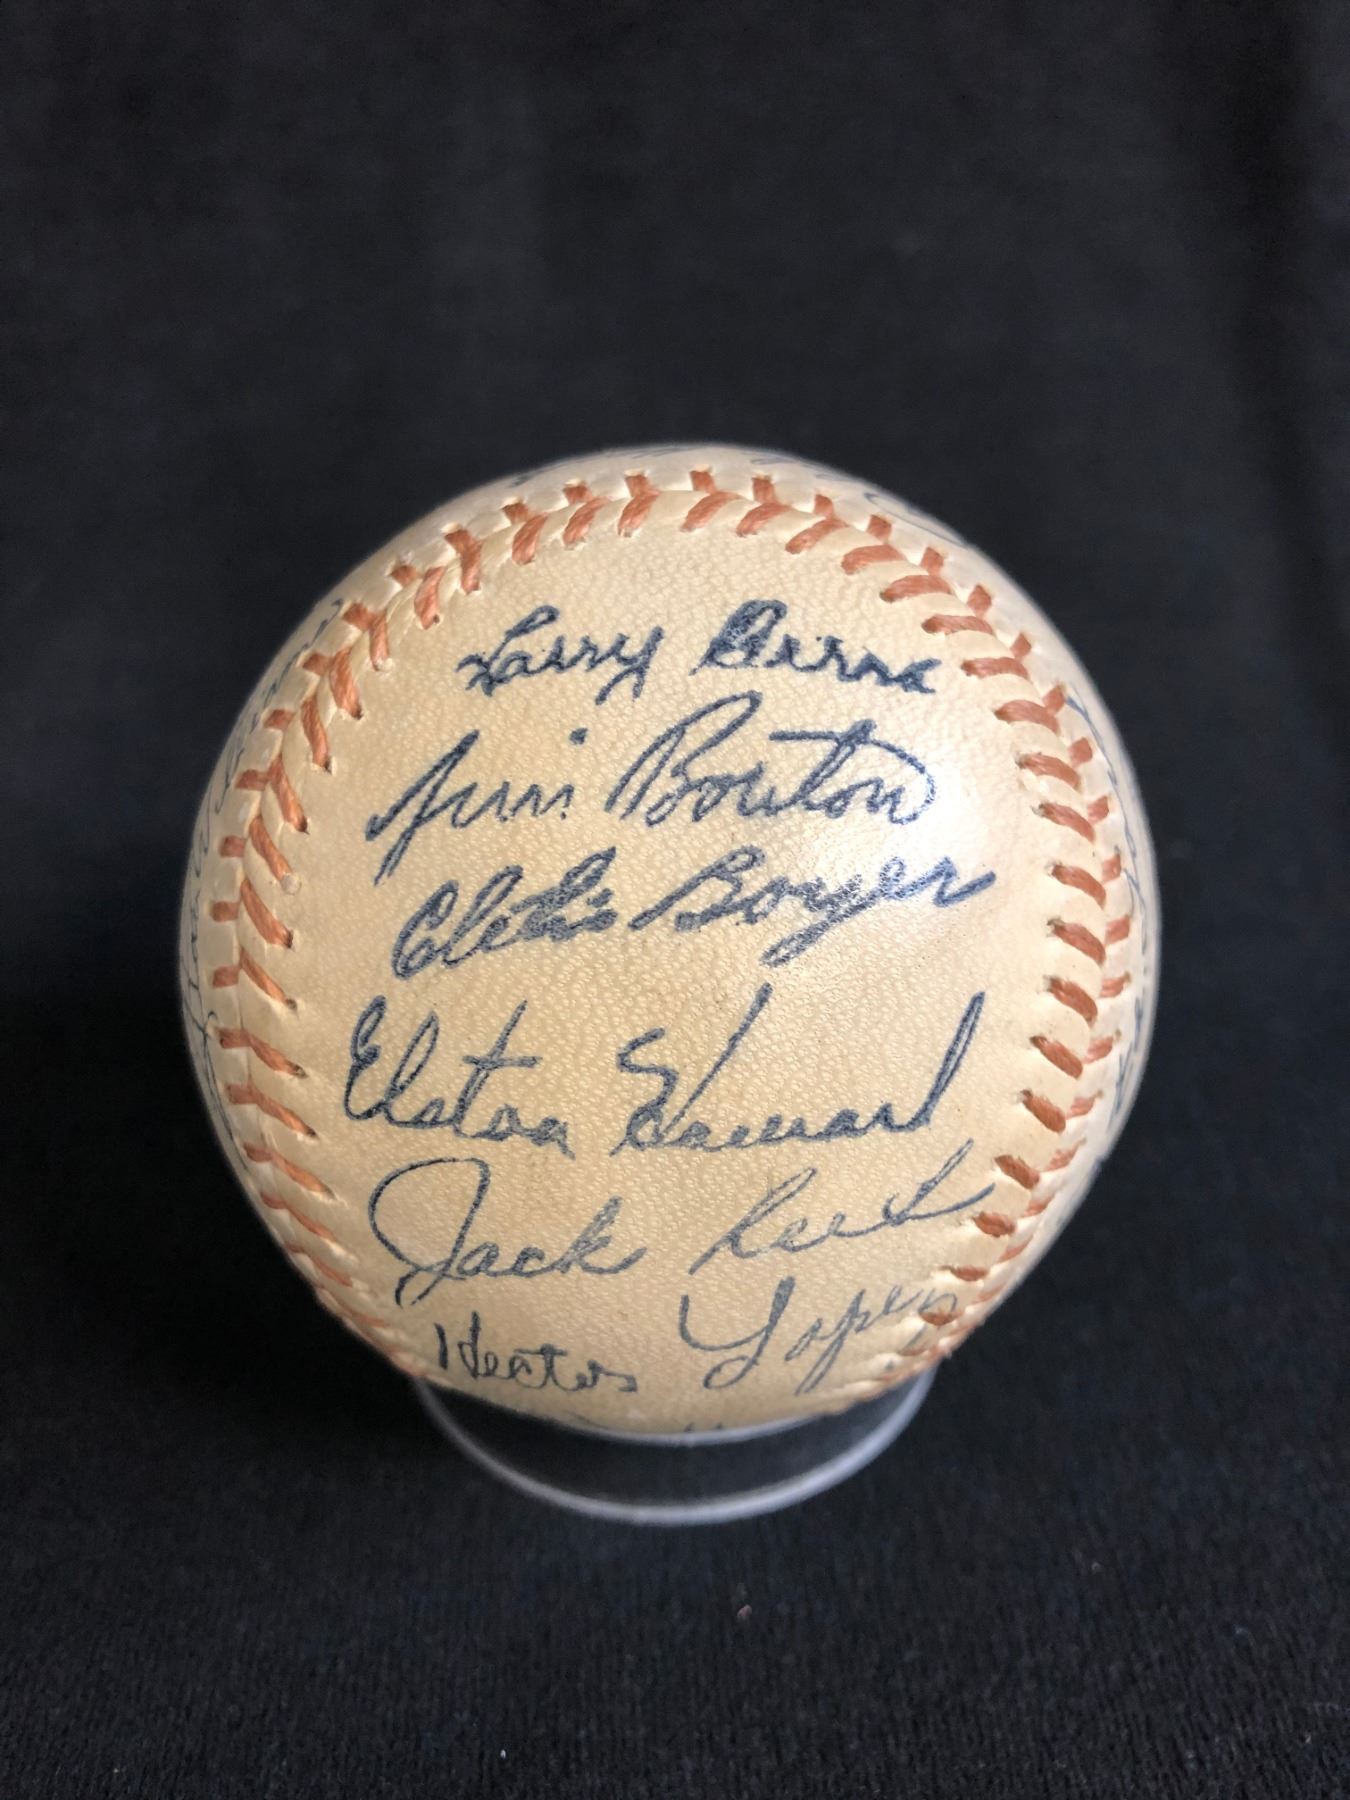 Larry Berra
Jim Bouton
Cletis Boyer
Elston Howard
Jack Reed
Hector Lopez